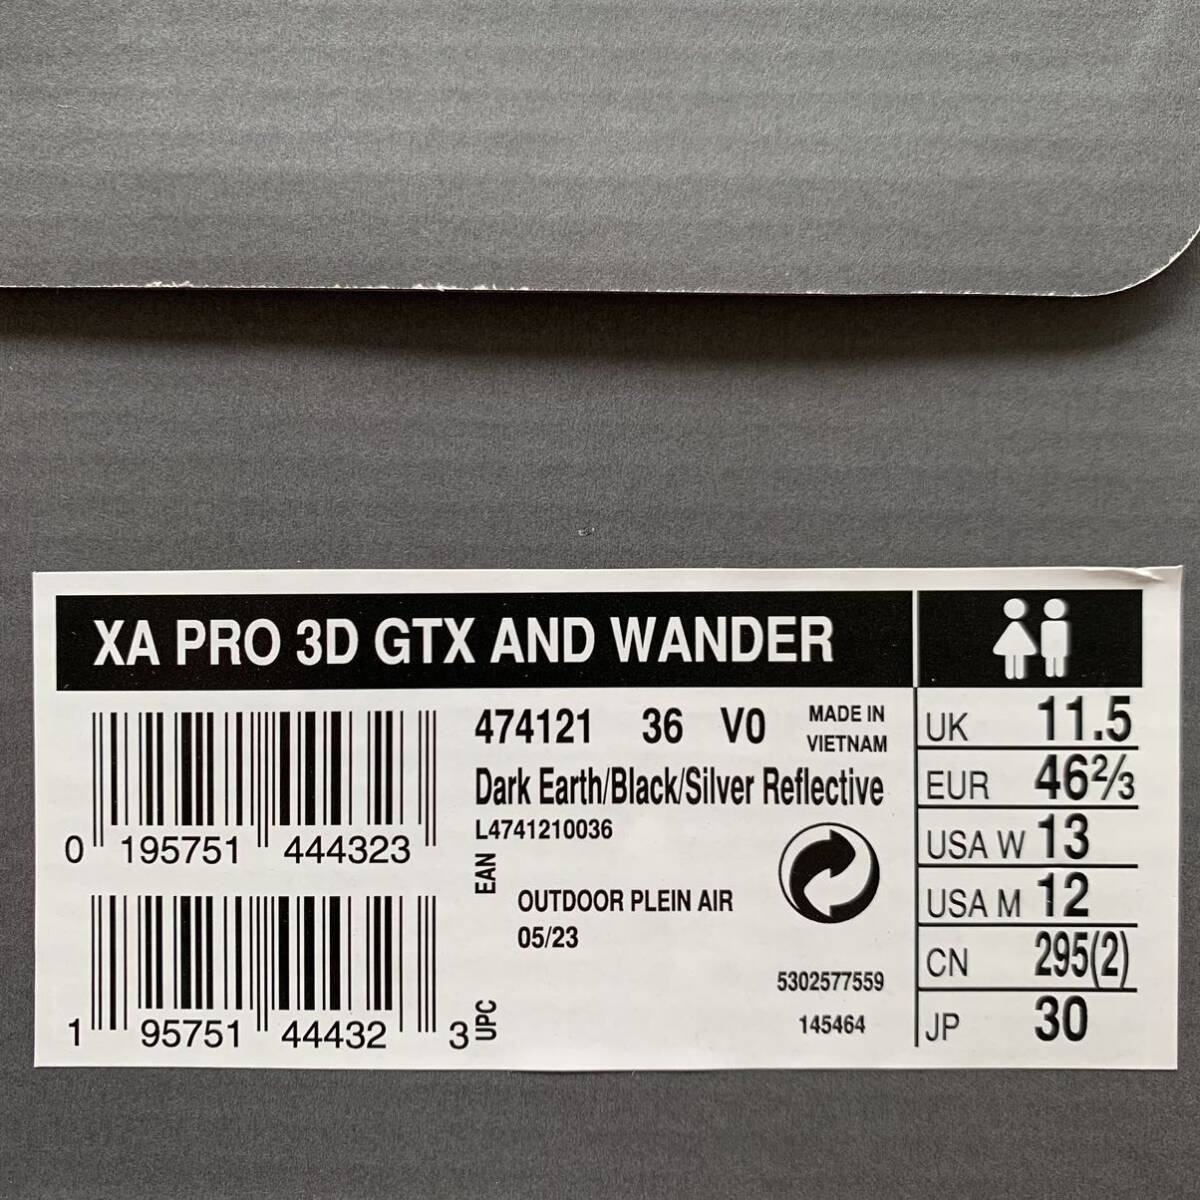 XA PRO 3D GTX AND WANDER
474121 36 V0 MADE IN VIETNAM
Dark Earth/Black/Silver Reflective
L4741210036
0 195751 444323
EAN
OUTDOOR PLEIN AIR
05/23
5302577559
145464
1 95751 44432 3
UPC
UK 11.5
EUR 46⅔
USA W 13
USA M 12
CN 295(2)
JP 30